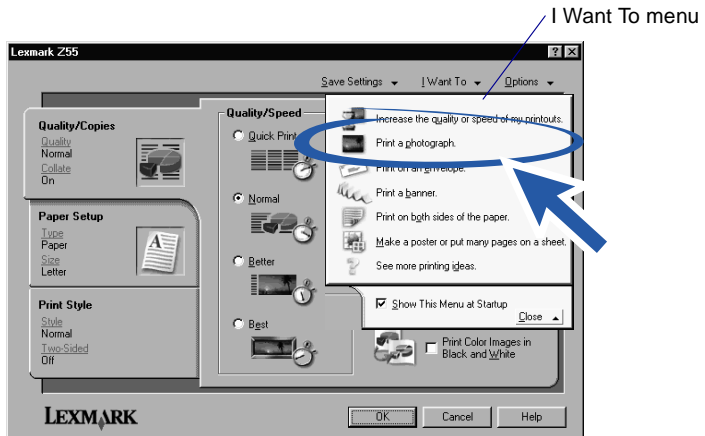 I Want To menu
Lexmark Z55
Save Settings I Want To Options
Quality/Copies
Quality
Normal
Collate
On
Paper Setup
Type
Paper
Size
Letter
Print Style
Style
Normal
Two-Sided
Off
Quality/Speed
Quick Print
Normal
Better
Best
Increase the quality or speed of my printouts.
Print a photograph.
Print on an envelope.
Print a banner.
Print on both sides of the paper.
Make a poster or put many pages on a sheet.
See more printing ideas.
Show This Menu at Startup
Close
Print Color Images in
Black and White
LEXMARK
OK Cancel Help